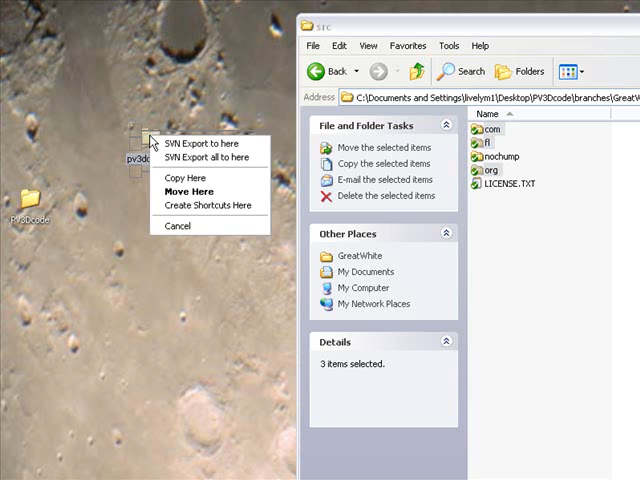 src
File Edit View Favorites Tools Help
Back Search Folders
Address C:\Documents and Settings\livelym1\Desktop\PV3Dcode\branches\GreatWhi
File and Folder Tasks
Move the selected items
Copy the selected items
E-mail the selected items
Delete the selected items
Other Places
GreatWhite
My Documents
My Computer
My Network Places
Details
3 items selected.
Name
com
fl
nochump
org
LICENSE.TXT
pv3dc
SVN Export to here
SVN Export all to here
Copy Here
Move Here
Create Shortcuts Here
Cancel
PV3Dcode